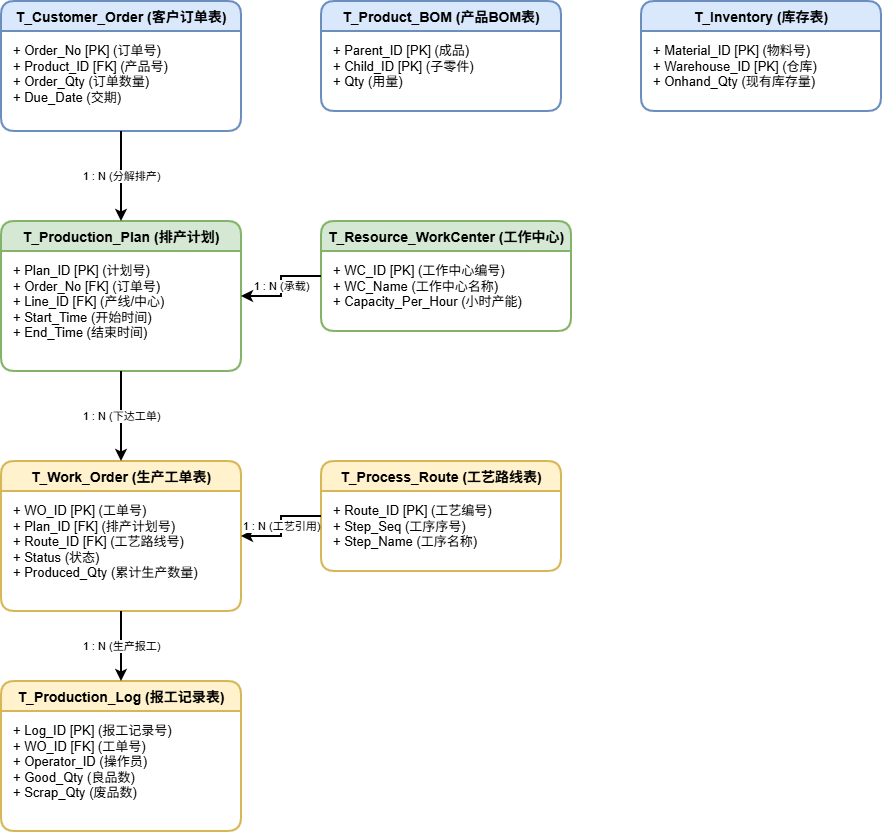 T_Customer_Order (客户订单表)
+ Order_No [PK] (订单号)
+ Product_ID [FK] (产品号)
+ Order_Qty (订单数量)
+ Due_Date (交期)
T_Product_BOM (产品BOM表)
+ Parent_ID [PK] (成品)
+ Child_ID [PK] (子零件)
+ Qty (用量)
T_Inventory (库存表)
+ Material_ID [PK] (物料号)
+ Warehouse_ID [PK] (仓库)
+ Onhand_Qty (现有库存量)
1 : N (分解排产)
T_Production_Plan (排产计划)
+ Plan_ID [PK] (计划号)
+ Order_No [FK] (订单号)
+ Line_ID [FK] (产线/中心)
+ Start_Time (开始时间)
+ End_Time (结束时间)
1 : N (承载)
T_Resource_WorkCenter (工作中心)
+ WC_ID [PK] (工作中心编号)
+ WC_Name (工作中心名称)
+ Capacity_Per_Hour (小时产能)
1 : N (下达工单)
T_Work_Order (生产工单表)
+ WO_ID [PK] (工单号)
+ Plan_ID [FK] (排产计划号)
+ Route_ID [FK] (工艺路线号)
+ Status (状态)
+ Produced_Qty (累计生产数量)
1 : N (工艺引用)
T_Process_Route (工艺路线表)
+ Route_ID [PK] (工艺编号)
+ Step_Seq (工序序号)
+ Step_Name (工序名称)
1 : N (生产报工)
T_Production_Log (报工记录表)
+ Log_ID [PK] (报工记录号)
+ WO_ID [FK] (工单号)
+ Operator_ID (操作员)
+ Good_Qty (良品数)
+ Scrap_Qty (废品数)